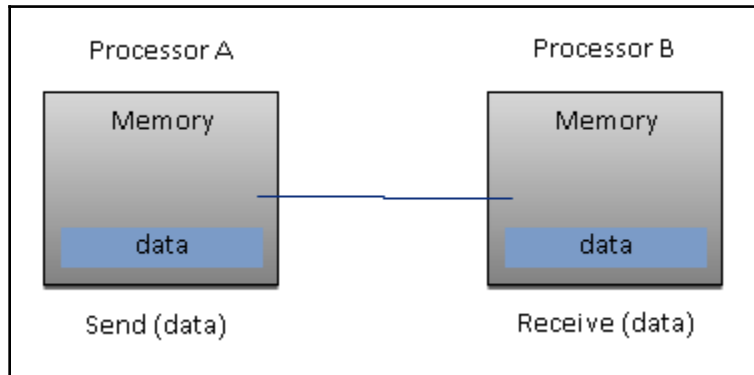 Processor A
Processor B
Memory
Memory
data
data
Send (data)
Receive (data)